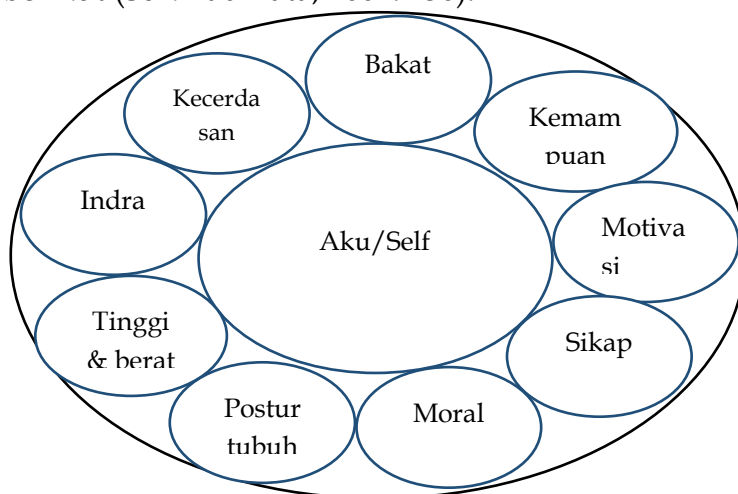 Bakat
Kecerda
san
Kemam
puan
Indra
Motiva
si
Aku/Self
Tinggi
& berat
Sikap
Postur
tubuh
Moral